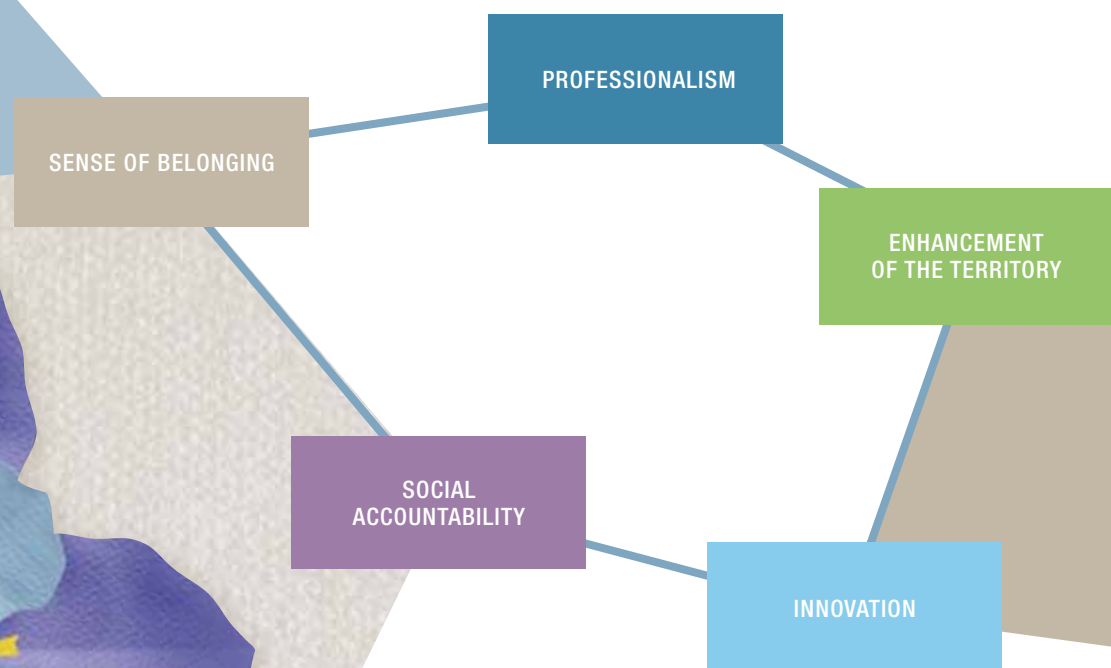 PROFESSIONALISM
SENSE OF BELONGING
ENHANCEMENT
OF THE TERRITORY
SOCIAL
ACCOUNTABILITY
INNOVATION